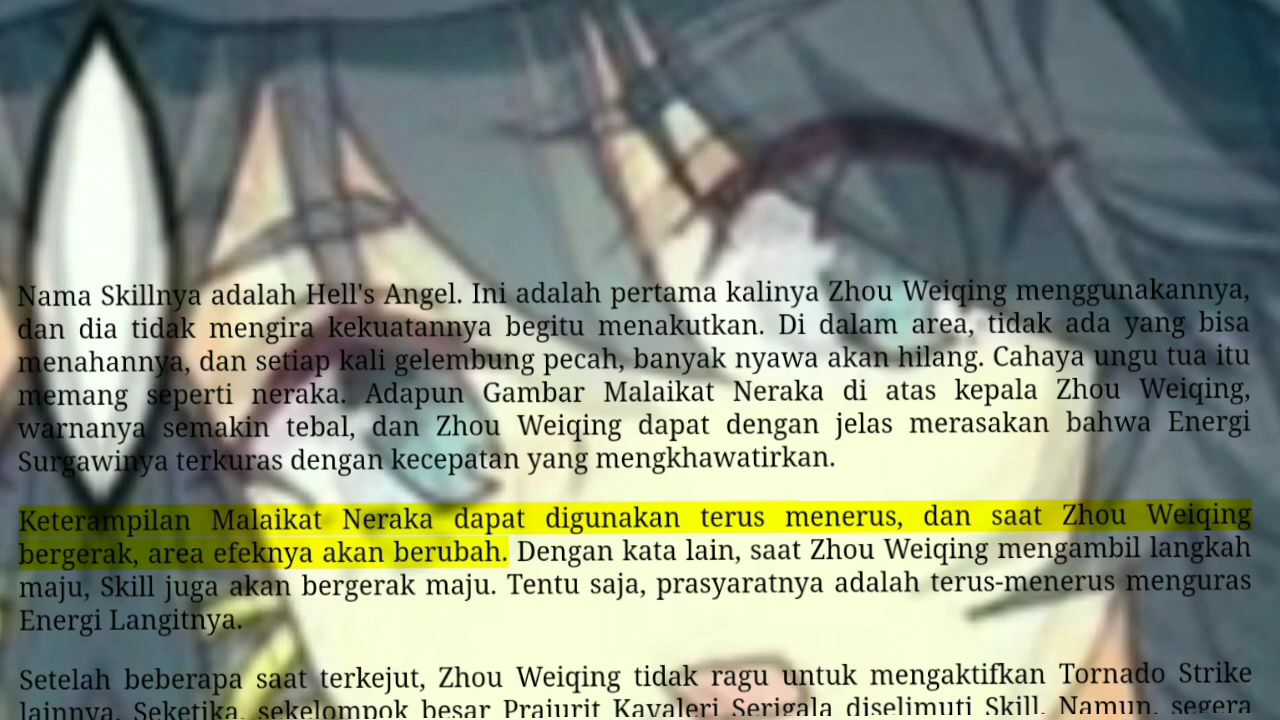 Nama Skillnya adalah Hell's Angel. Ini adalah pertama kalinya Zhou Weiqing menggunakannya,
dan dia tidak mengira kekuatannya begitu menakutkan. Di dalam area, tidak ada yang bisa
menahannya, dan setiap kali gelembung pecah, banyak nyawa akan hilang. Cahaya ungu tua itu
memang seperti neraka. Adapun Gambar Malaikat Neraka di atas kepala Zhou Weiqing,
warnanya semakin tebal, dan Zhou Weiqing dapat dengan jelas merasakan bahwa Energi
Surgawinya terkuras dengan kecepatan yang mengkhawatirkan.
Keterampilan Malaikat Neraka dapat digunakan terus menerus, dan saat Zhou Weiqing
bergerak, area efeknya akan berubah. Dengan kata lain, saat Zhou Weiqing mengambil langkah
maju, Skill juga akan bergerak maju. Tentu saja, prasyaratnya adalah terus-menerus menguras
Energi Langitnya.
Setelah beberapa saat terkejut, Zhou Weiqing tidak ragu untuk mengaktifkan Tornado Strike
lainnya. Seketika, sekelompok besar Prajurit Kavaleri Serigala diselimuti Skill. Namun, segera